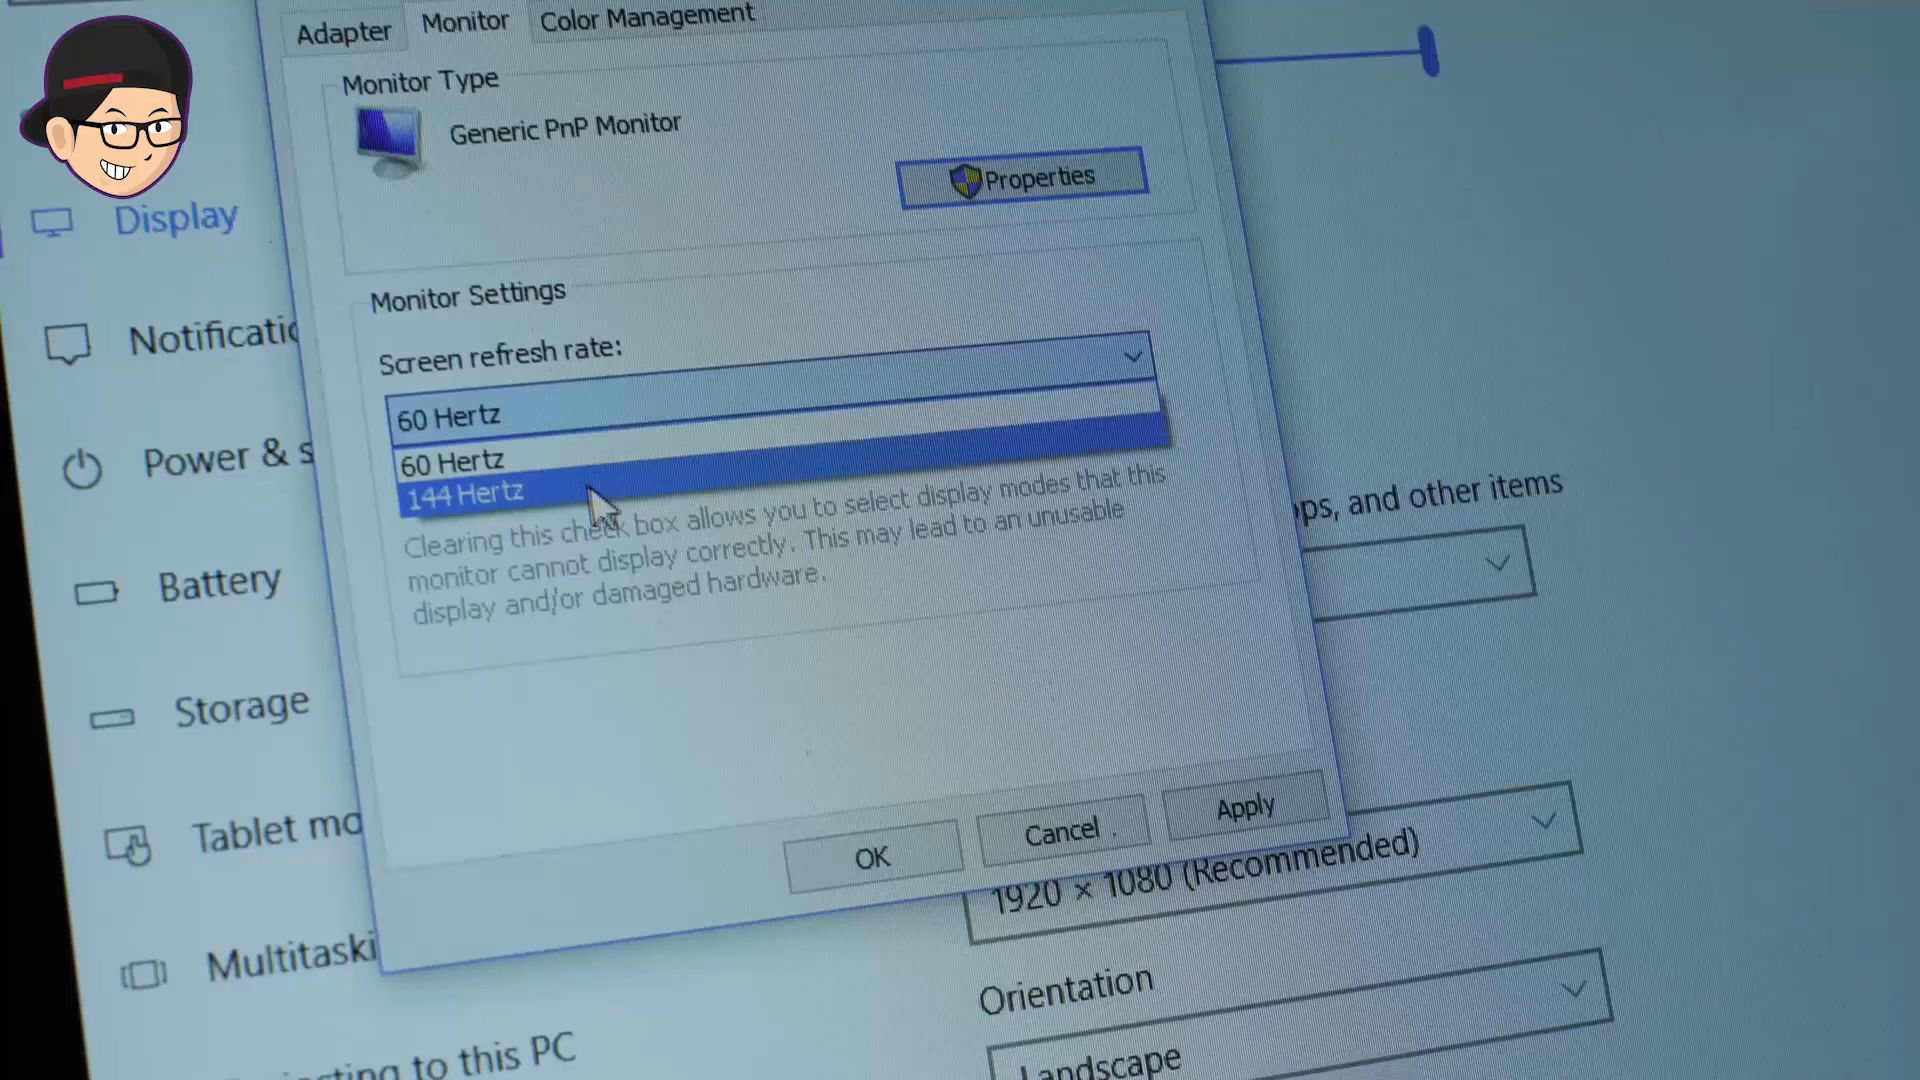 Adapter
Monitor
Color Management
Monitor Type
Generic PnP Monitor
Properties
Monitor Settings
Screen refresh rate:
60 Hertz
60 Hertz
144 Hertz
Clearing this check box allows you to select display modes that this
monitor cannot display correctly. This may lead to an unusable
display and/or damaged hardware.
OK
Cancel
Apply
Display
Notificatio
Power & s
Battery
Storage
Tablet mo
Multitaski
to this PC
ps, and other items
1920 × 1080 (Recommended)
Orientation
Landscape